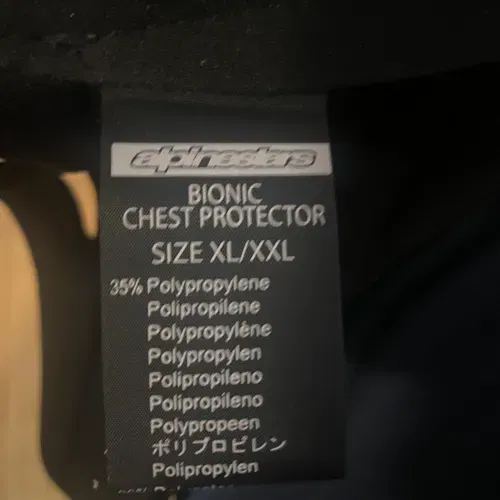 alpinestars
BIONIC
CHEST PROTECTOR
SIZE XL/XXL
35% Polypropylene
Polipropilene
Polypropylène
Polypropylen
Polipropileno
Polipropileno
Polypropeen
ポリプロピレン
Polipropylen